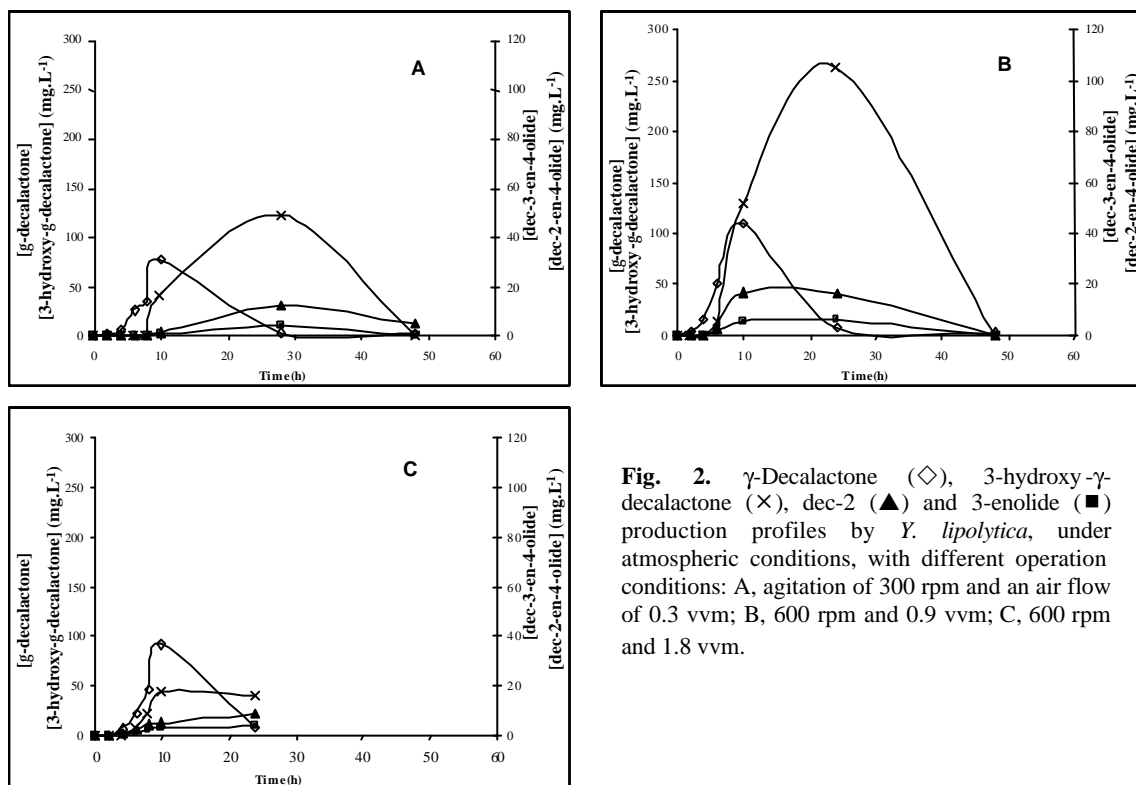 300
250
200
150
100
50
0
[g-decalactone]
[3-hydroxy-g-decalactone] (mg.L-1)
A
120
100
80
60
40
20
0
[dec-3-en-4-olide]
[dec-2-en-4-olide] (mg.L-1)
0 10 20 30 40 50 60
Time(h)
300
250
200
150
100
50
0
[g-decalactone]
[3-hydroxy-g-decalactone] (mg.L-1)
B
120
100
80
60
40
20
0
[dec-3-en-4-olide]
[dec-2-en-4-olide] (mg.L-1)
0 10 20 30 40 50 60
Time(h)
300
250
200
150
100
50
0
[g-decalactone]
[3-hydroxy-g-decalactone] (mg.L-1)
C
120
100
80
60
40
20
0
[dec-3-en-4-olide]
[dec-2-en-4-olide] (mg.L-1)
0 10 20 30 40 50 60
Time(h)
Fig. 2. γ-Decalactone (◇), 3-hydroxy-γ-
decalactone (×), dec-2 (▲) and 3-enolide (■)
production profiles by Y. lipolytica, under
atmospheric conditions, with different operation
conditions: A, agitation of 300 rpm and an air flow
of 0.3 vvm; B, 600 rpm and 0.9 vvm; C, 600 rpm
and 1.8 vvm.